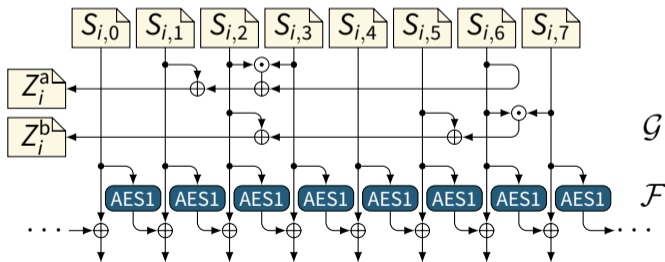 S_{i,0} S_{i,1} S_{i,2} S_{i,3} S_{i,4} S_{i,5} S_{i,6} S_{i,7}
Z_i^a
Z_i^b
𝒢
AES1 AES1 AES1 AES1 AES1 AES1 AES1 AES1 ℱ
··· ···